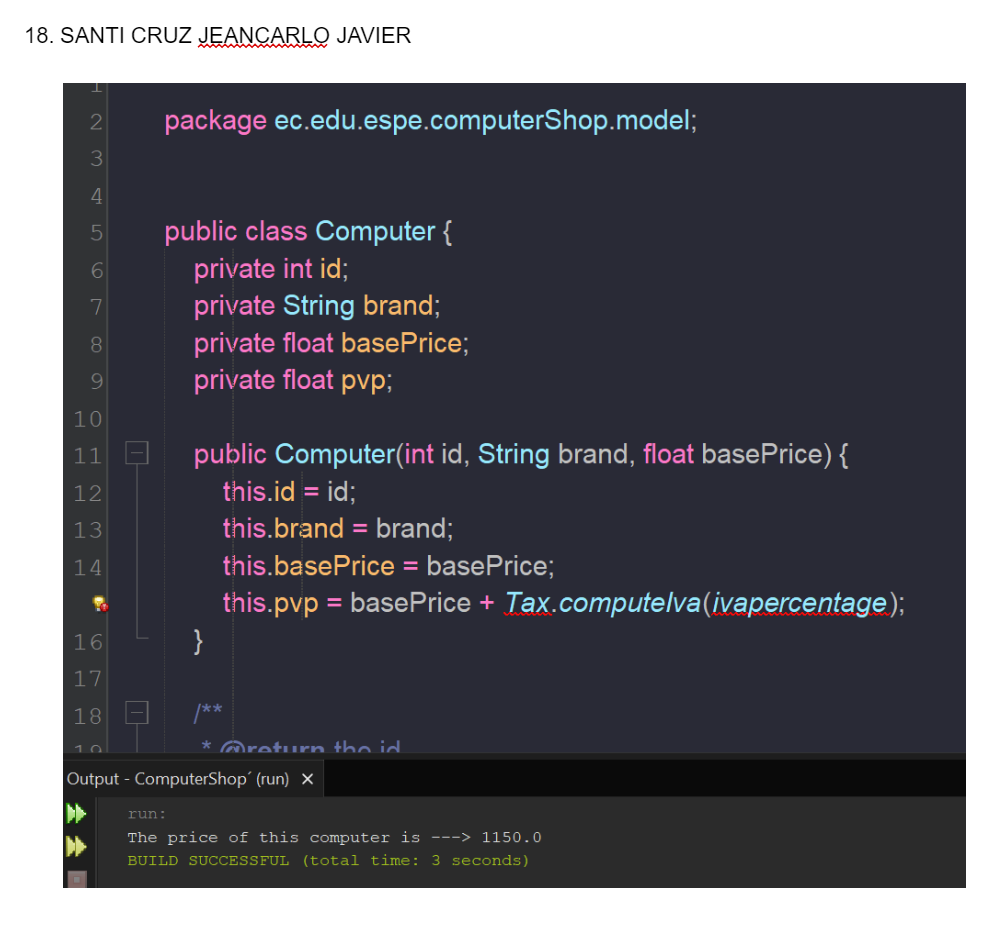 18. SANTI CRUZ JEANCARLO JAVIER
1
2 package ec.edu.espe.computerShop.model;
3
4
5 public class Computer {
6 private int id;
7 private String brand;
8 private float basePrice;
9 private float pvp;
10
11 public Computer(int id, String brand, float basePrice) {
12 this.id = id;
13 this.brand = brand;
14 this.basePrice = basePrice;
this.pvp = basePrice + Tax.computeIva(ivapercentage);
16 }
17
18 /**
19 * @return the id
Output - ComputerShop´ (run) ×
run:
The price of this computer is ---> 1150.0
BUILD SUCCESSFUL (total time: 3 seconds)